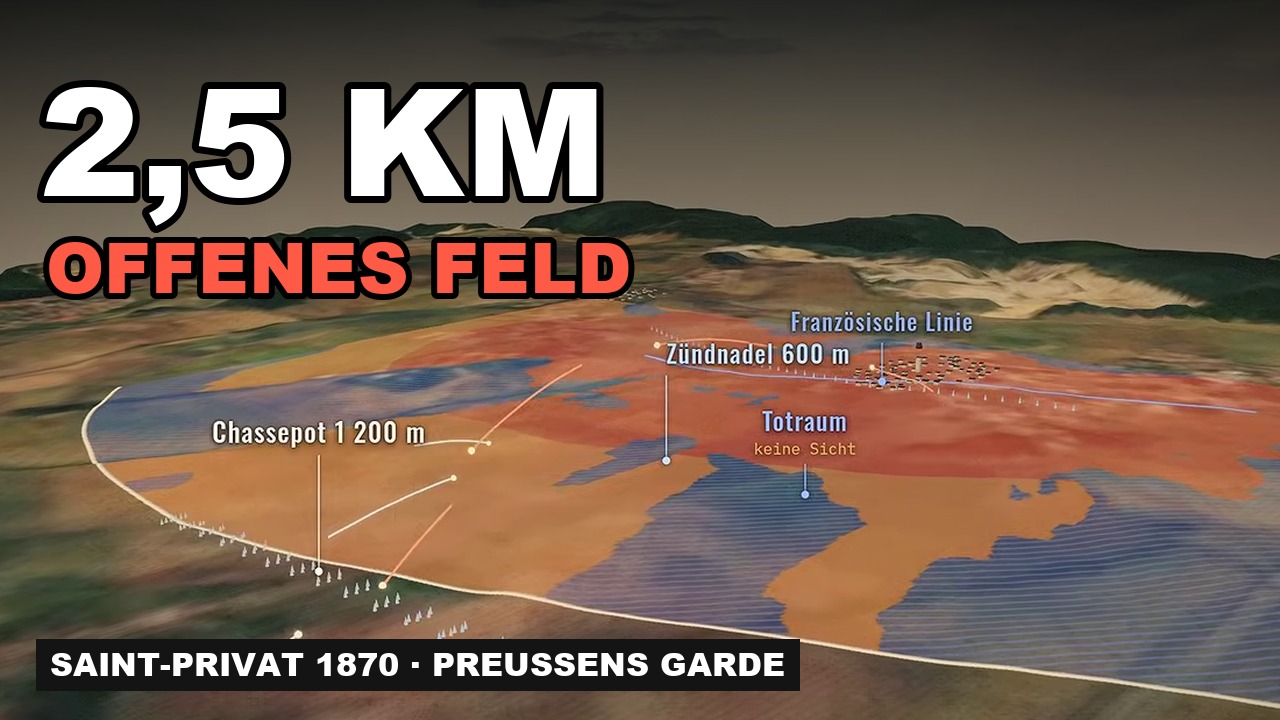 2,5 KM
OFFENES FELD
Französische Linie
Zündnadel 600 m
Totraum
keine Sicht
Chassepot 1 200 m
SAINT-PRIVAT 1870 · PREUSSENS GARDE